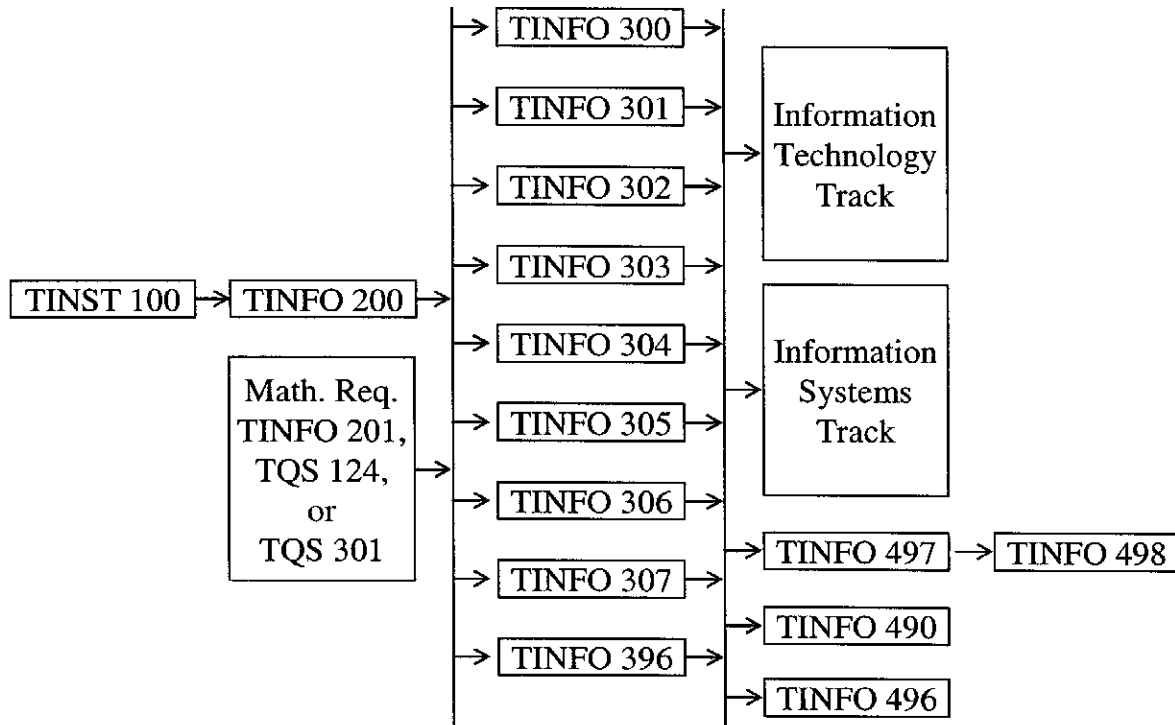 TINST 100
TINFO 200
Math. Req.
TINFO 201,
TQS 124,
or
TQS 301
TINFO 300
TINFO 301
TINFO 302
TINFO 303
TINFO 304
TINFO 305
TINFO 306
TINFO 307
TINFO 396
Information
Technology
Track
Information
Systems
Track
TINFO 497
TINFO 498
TINFO 490
TINFO 496